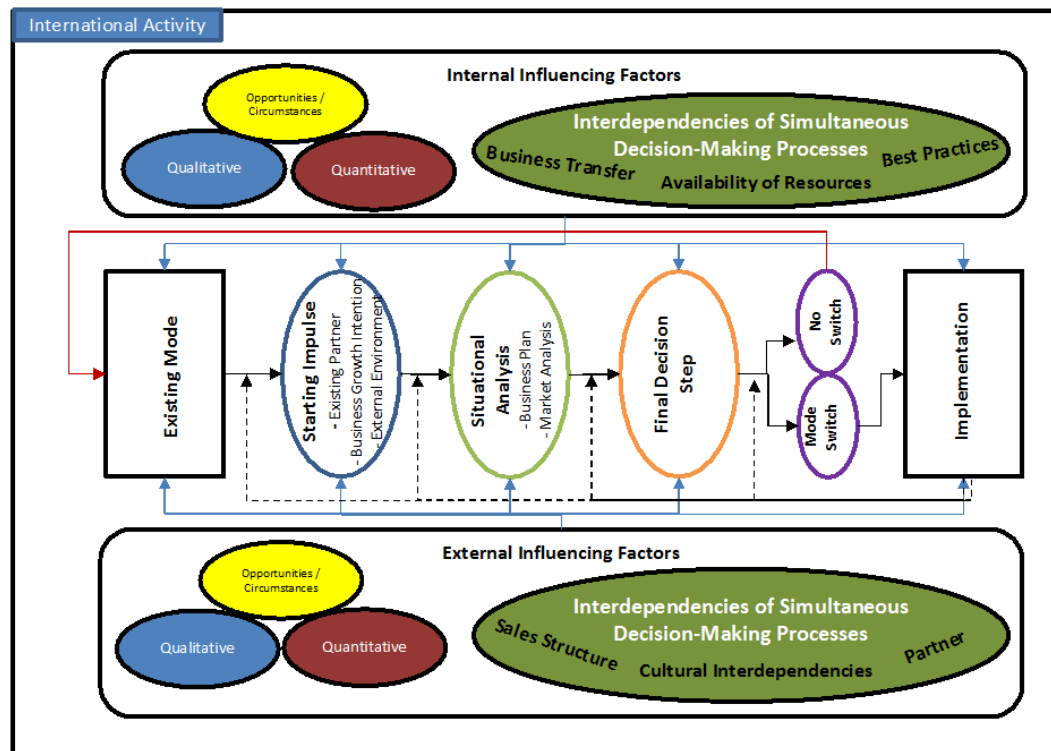 International Activity
Internal Influencing Factors
Opportunities /
Circumstances
Qualitative
Quantitative
Interdependencies of Simultaneous
Decision-Making Processes
Business Transfer
Availability of Resources
Best Practices
Existing Mode
Starting Impulse
- Existing Partner
- Business Growth Intention
- External Environment
Situational
Analysis
- Business Plan
- Market Analysis
Final Decision
Step
No
Switch
Mode
Switch
Implementation
External Influencing Factors
Opportunities /
Circumstances
Qualitative
Quantitative
Interdependencies of Simultaneous
Decision-Making Processes
Sales Structure
Cultural Interdependencies
Partner